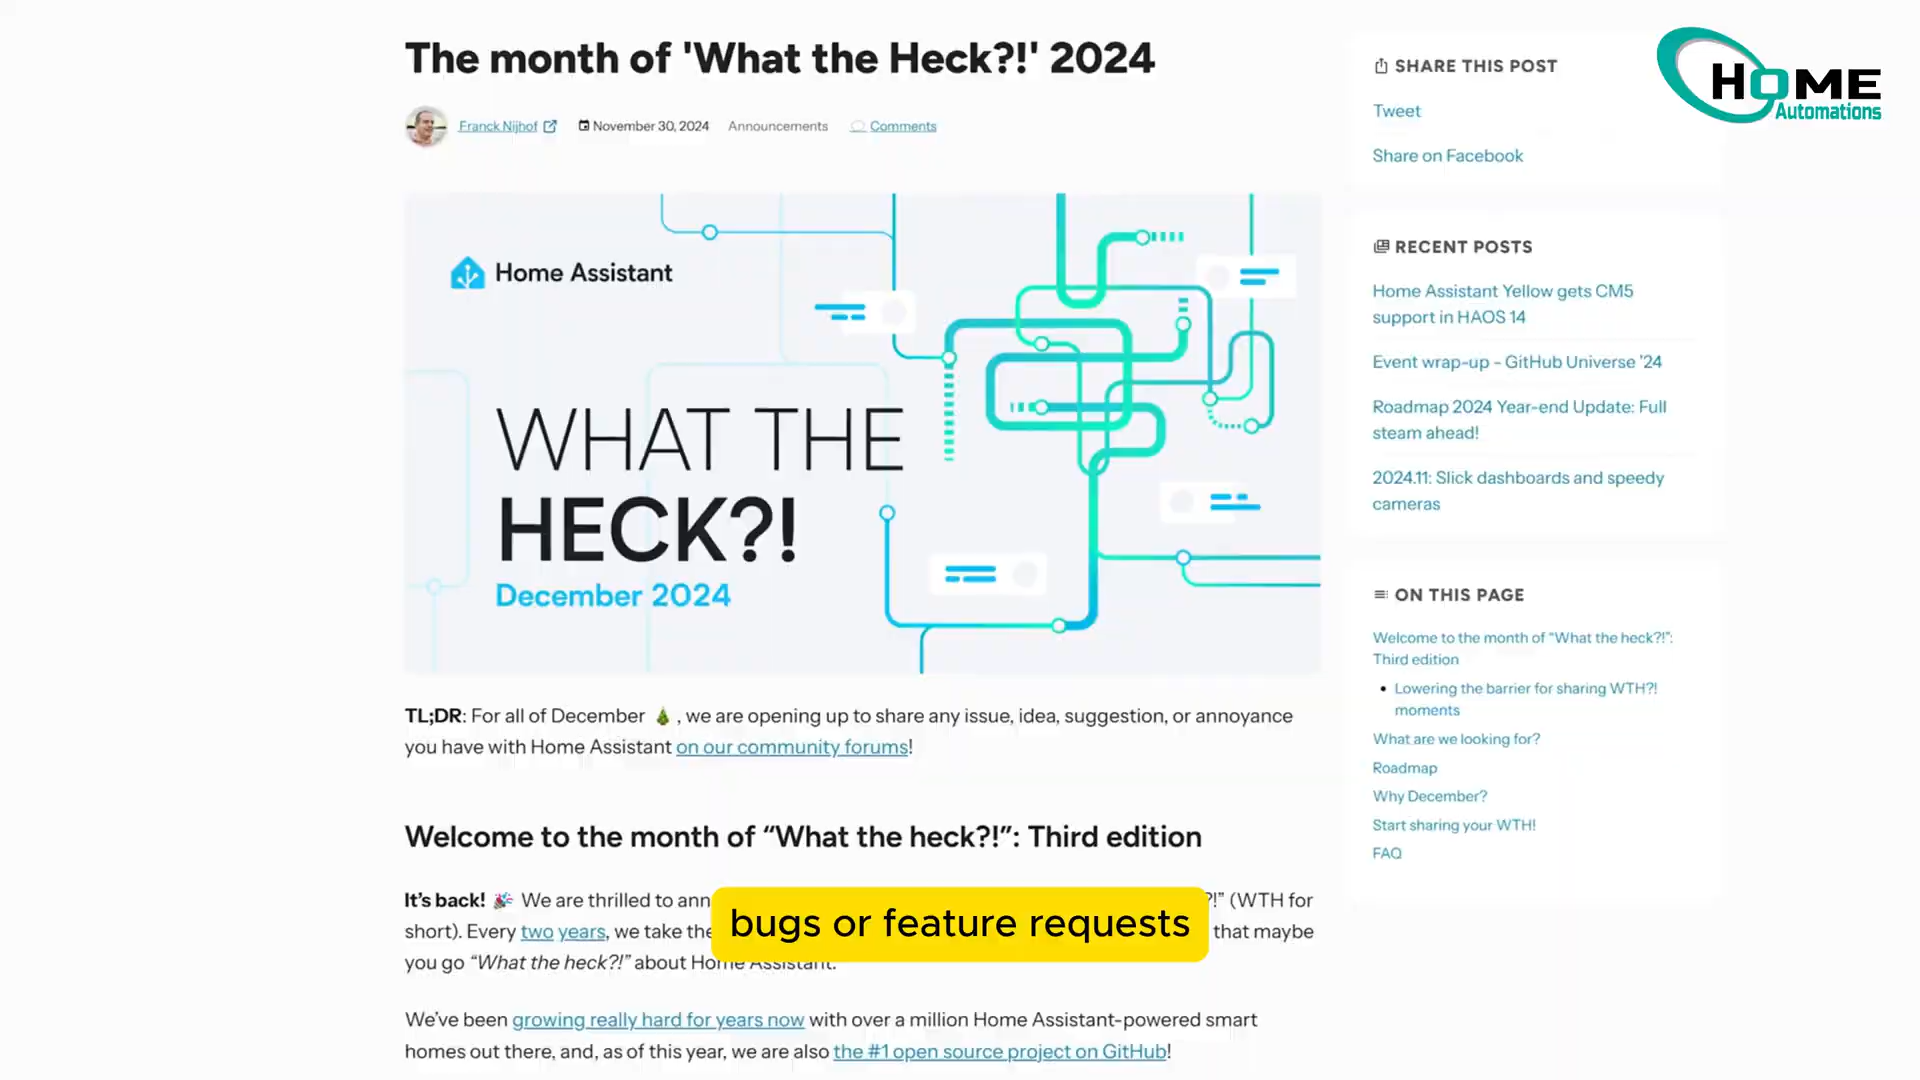 The month of 'What the Heck?!' 2024
Franck Nijhof November 30, 2024 Announcements Comments
Home Assistant
WHAT THE
HECK?!
December 2024
TL;DR: For all of December 🎄, we are opening up to share any issue, idea, suggestion, or annoyance
you have with Home Assistant on our community forums!
Welcome to the month of “What the heck?!”: Third edition
It’s back! 🎉 We are thrilled to ann ?!” (WTH for
short). Every two years, we take the that maybe
you go “What the heck?!” about Home Assistant.
We’ve been growing really hard for years now with over a million Home Assistant-powered smart
homes out there, and, as of this year, we are also the #1 open source project on GitHub!
bugs or feature requests
HOME
Automations
SHARE THIS POST
Tweet
Share on Facebook
RECENT POSTS
Home Assistant Yellow gets CM5
support in HAOS 14
Event wrap-up - GitHub Universe '24
Roadmap 2024 Year-end Update: Full
steam ahead!
2024.11: Slick dashboards and speedy
cameras
ON THIS PAGE
Welcome to the month of “What the heck?!”:
Third edition
Lowering the barrier for sharing WTH?!
moments
What are we looking for?
Roadmap
Why December?
Start sharing your WTH!
FAQ